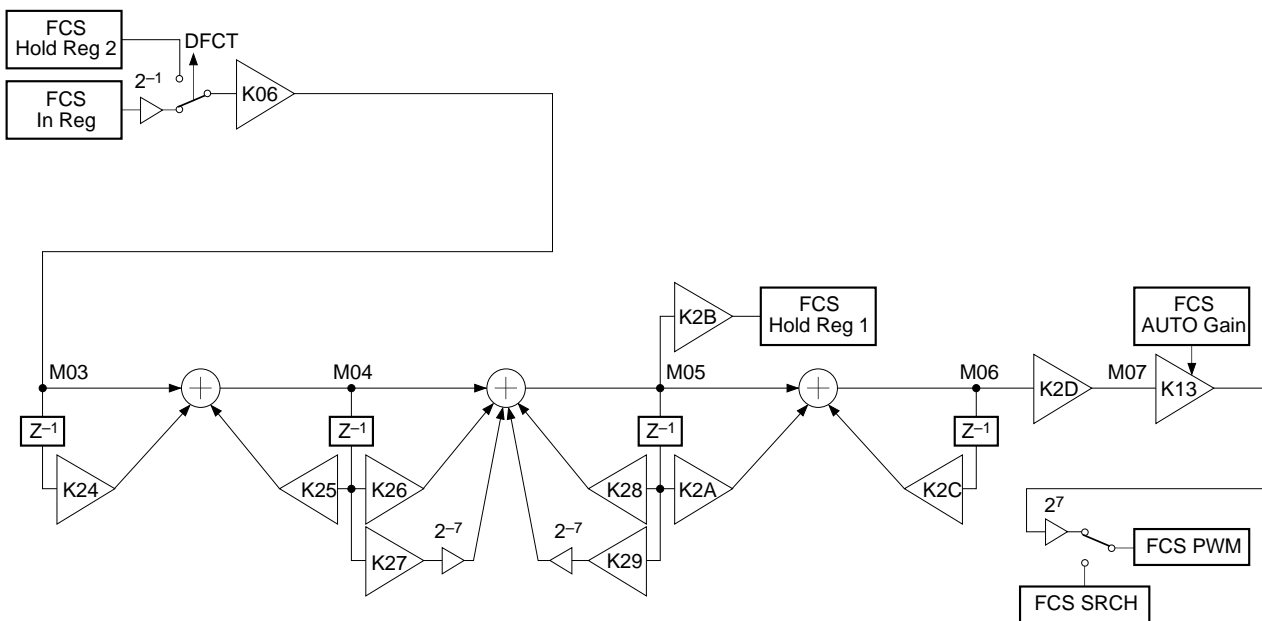 FCS
Hold Reg 2
DFCT
2⁻¹
FCS
In Reg
K06
K2B
FCS
Hold Reg 1
FCS
AUTO Gain
M03
M04
M05
M06
M07
K2D
K13
Z⁻¹
Z⁻¹
Z⁻¹
Z⁻¹
K24
K25
K26
K28
K2A
K2C
2⁻⁷
2⁻⁷
K27
K29
2⁷
FCS PWM
FCS SRCH